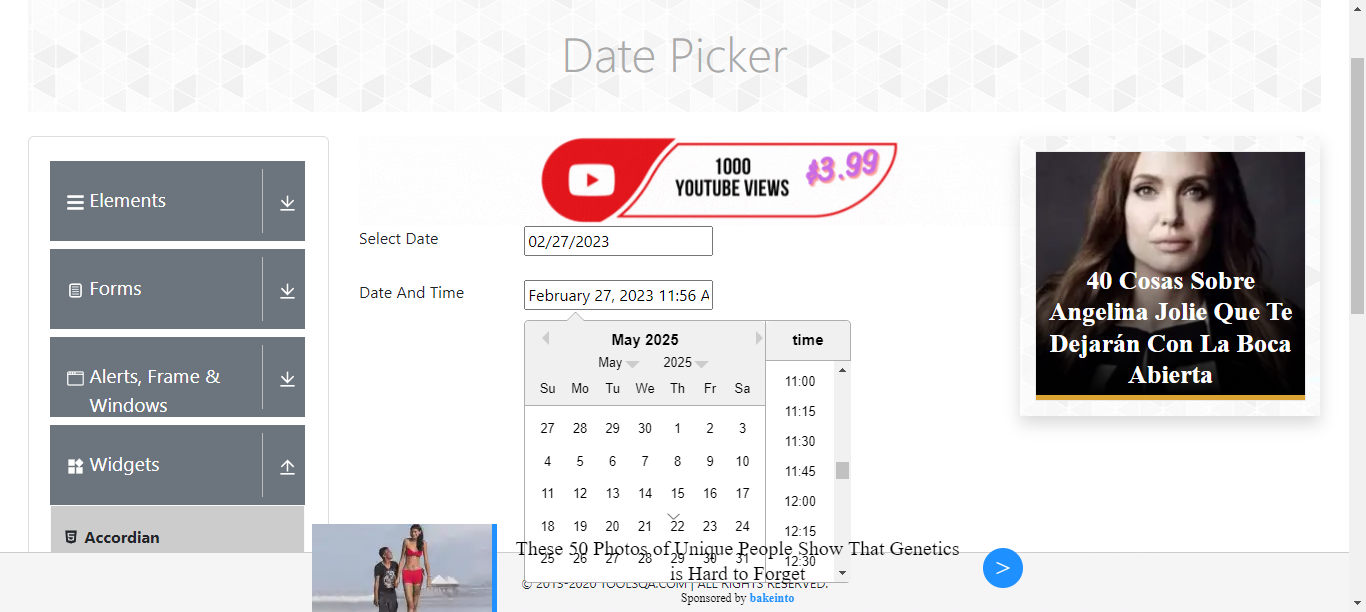 Date Picker
Elements
Forms
Alerts, Frame &
Windows
Widgets
Accordian
1000
YOUTUBE VIEWS
$3.99
Select Date
02/27/2023
Date And Time
February 27, 2023 11:56 A
May 2025
May
2025
Su Mo Tu We Th Fr Sa
27 28 29 30 1 2 3
4 5 6 7 8 9 10
11 12 13 14 15 16 17
18 19 20 21 22 23 24
25 26 27 28 29 30 31
time
11:00
11:15
11:30
11:45
12:00
12:15
12:30
40 Cosas Sobre
Angelina Jolie Que Te
Dejarán Con La Boca
Abierta
These 50 Photos of Unique People Show That Genetics
is Hard to Forget
>
© 2013-2020 TOOLSQA.COM | ALL RIGHTS RESERVED.
Sponsored by bakeinto